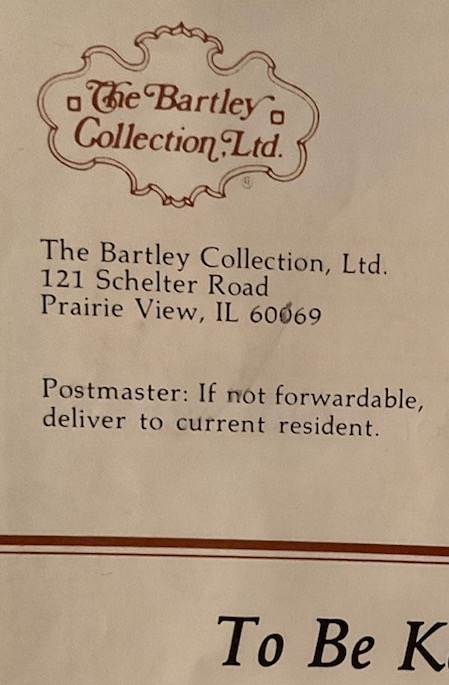 The Bartley
Collection, Ltd.
The Bartley Collection, Ltd.
121 Schelter Road
Prairie View, IL 60069
Postmaster: If not forwardable,
deliver to current resident.
To Be